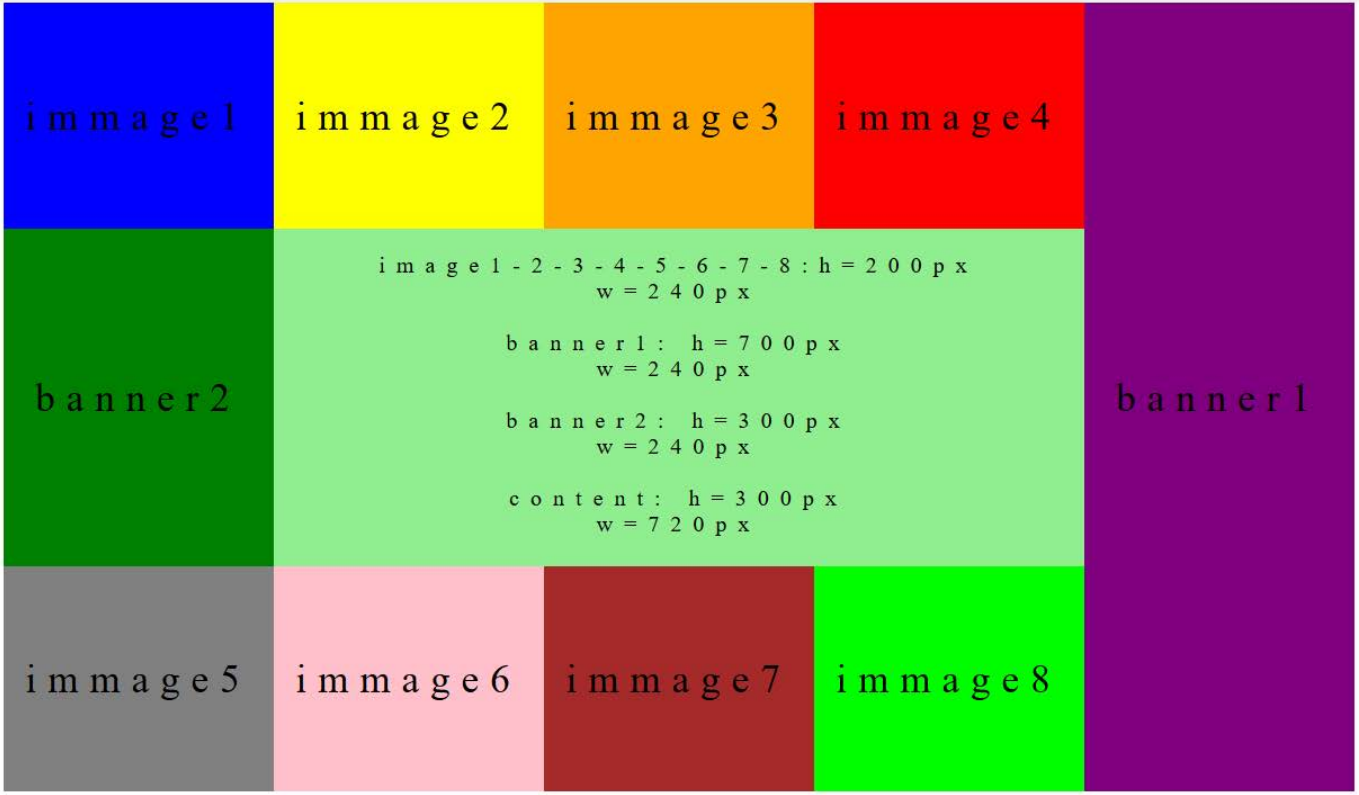 immage1
immage2
immage3
immage4
image1-2-3-4-5-6-7-8:h=200px
w=240px
banner1: h=700px
w=240px
banner2: h=300px
w=240px
content: h=300px
w=720px
banner2
banner1
immage5
immage6
immage7
immage8